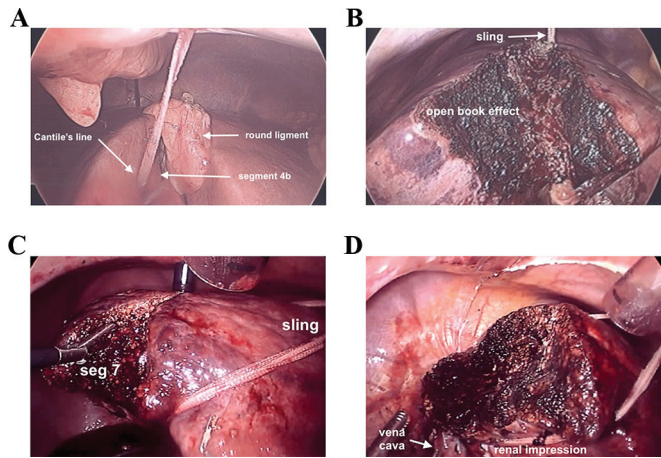 A
B
sling
open book effect
Cantile's line
round ligment
segment 4b
C
D
sling
seg 7
vena
cava
renal impression